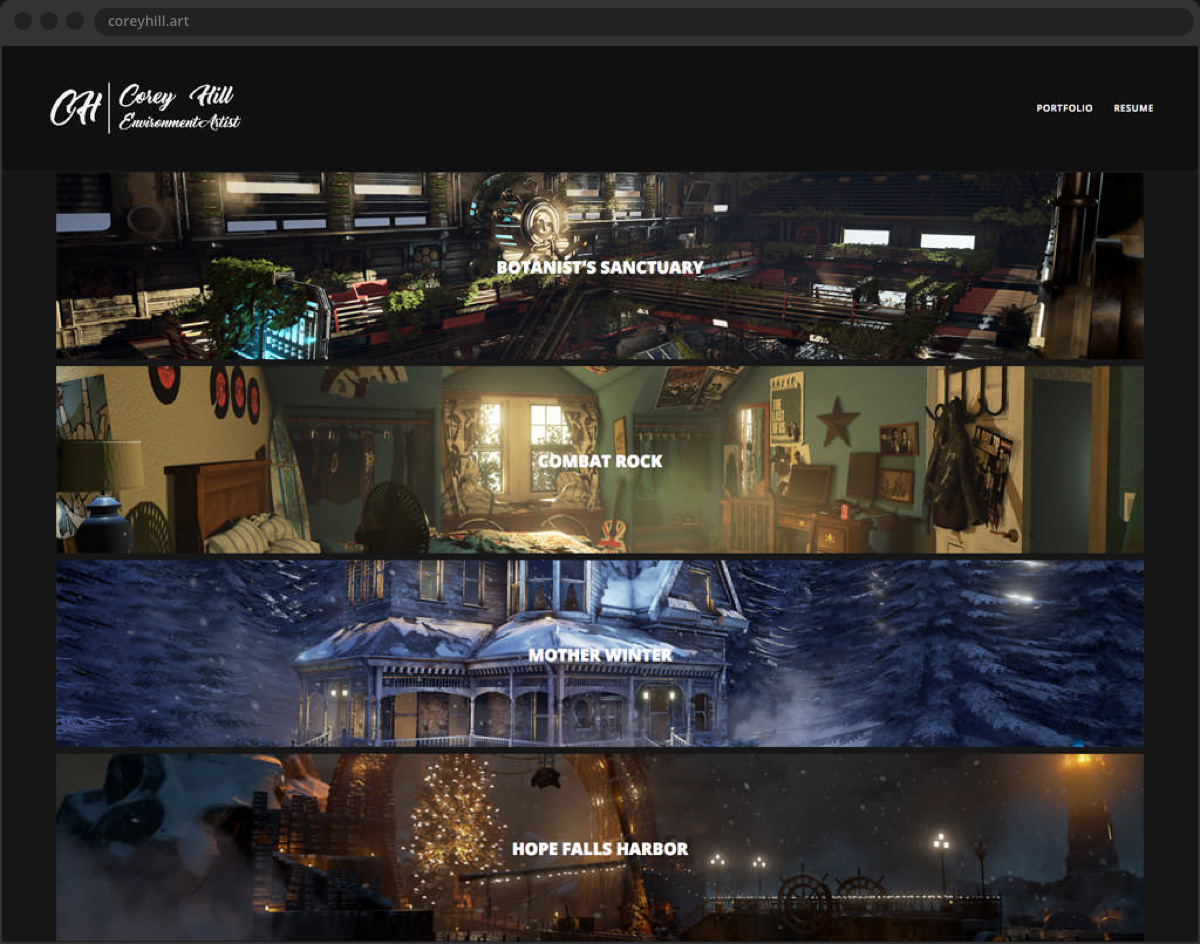 coreyhill.art
CH
Corey Hill
Environment Artist
PORTFOLIO
RESUME
BOTANIST'S SANCTUARY
COMBAT ROCK
MOTHER WINTER
HOPE FALLS HARBOR